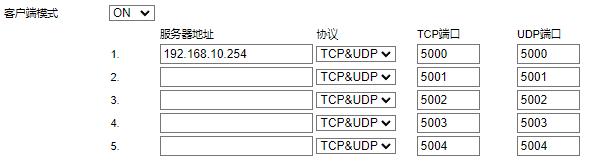 客户端模式 ON
服务器地址 协议 TCP端口 UDP端口
1. 192.168.10.254 TCP&UDP 5000 5000
2. TCP&UDP 5001 5001
3. TCP&UDP 5002 5002
4. TCP&UDP 5003 5003
5. TCP&UDP 5004 5004